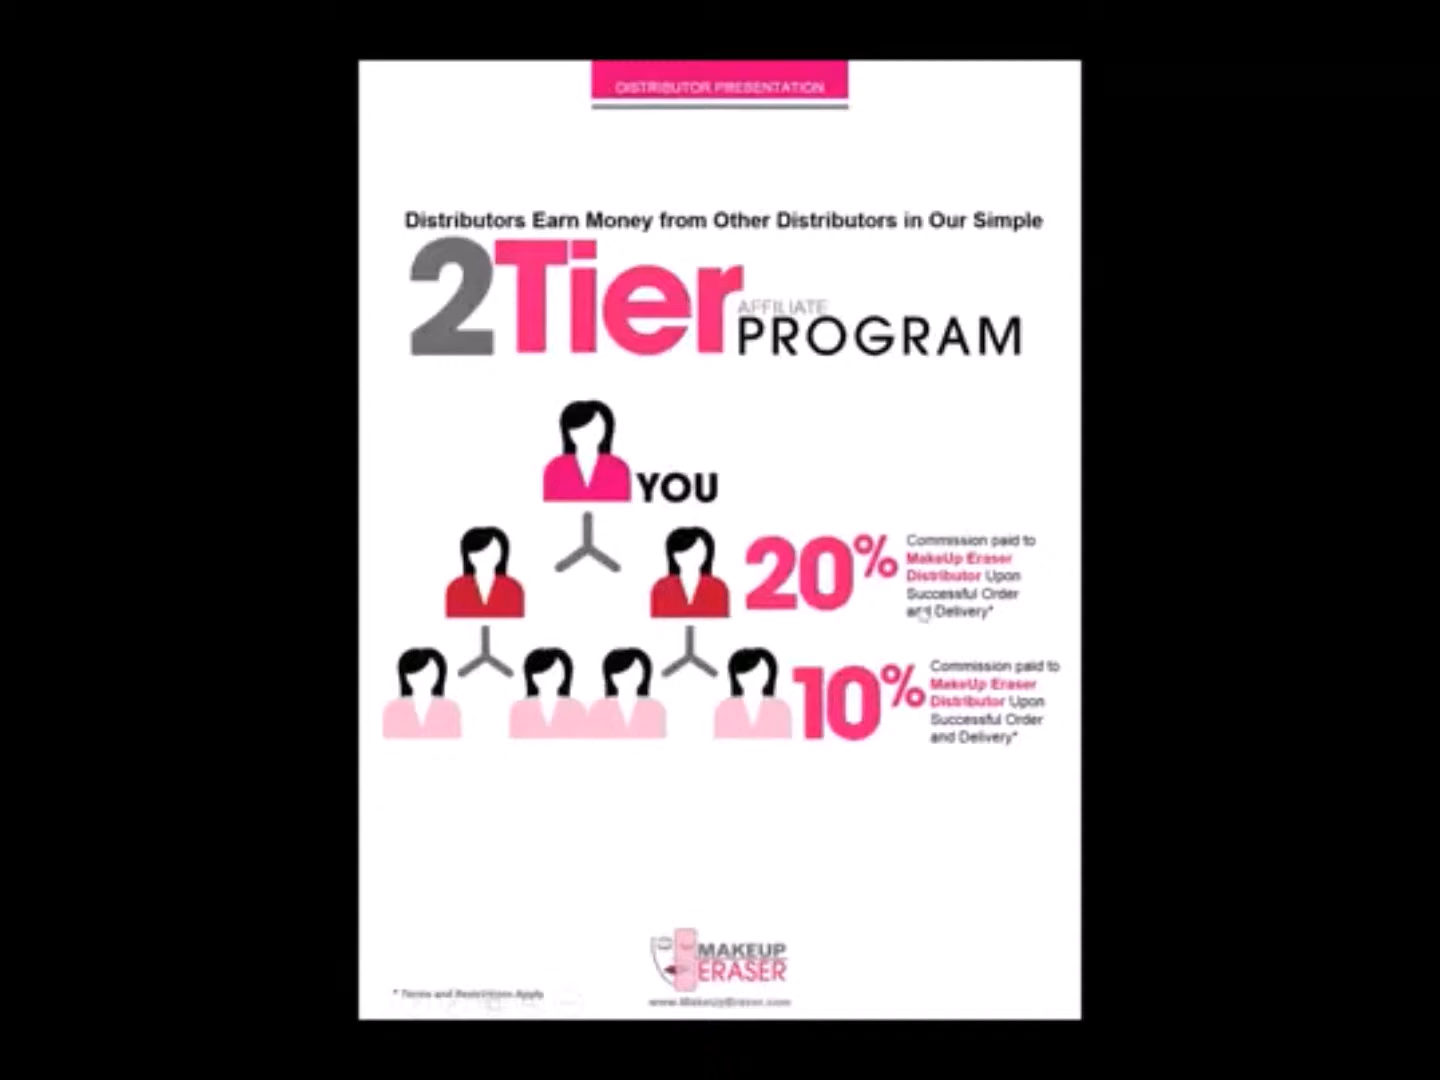 DISTRIBUTOR PRESENTATION
Distributors Earn Money from Other Distributors in Our Simple
2Tier
AFFILIATE
PROGRAM
YOU
20%
Commission paid to
MakeUp Eraser
Distributor Upon
Successful Order
and Delivery*
10%
Commission paid to
MakeUp Eraser
Distributor Upon
Successful Order
and Delivery*
MAKEUP
ERASER
* Terms and Restrictions Apply
www.MakeUpEraser.com